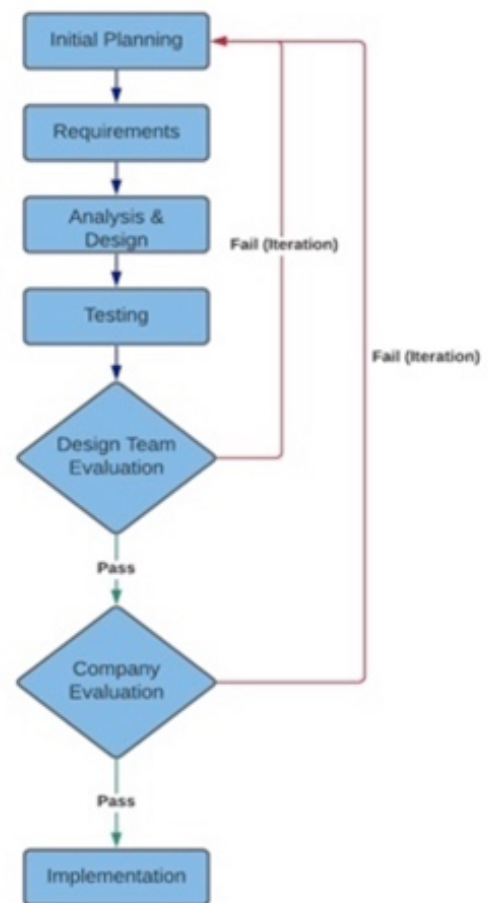 Initial Planning
Requirements
Analysis &
Design
Fail (Iteration)
Testing
Fail (Iteration)
Design Team
Evaluation
Pass
Company
Evaluation
Pass
Implementation